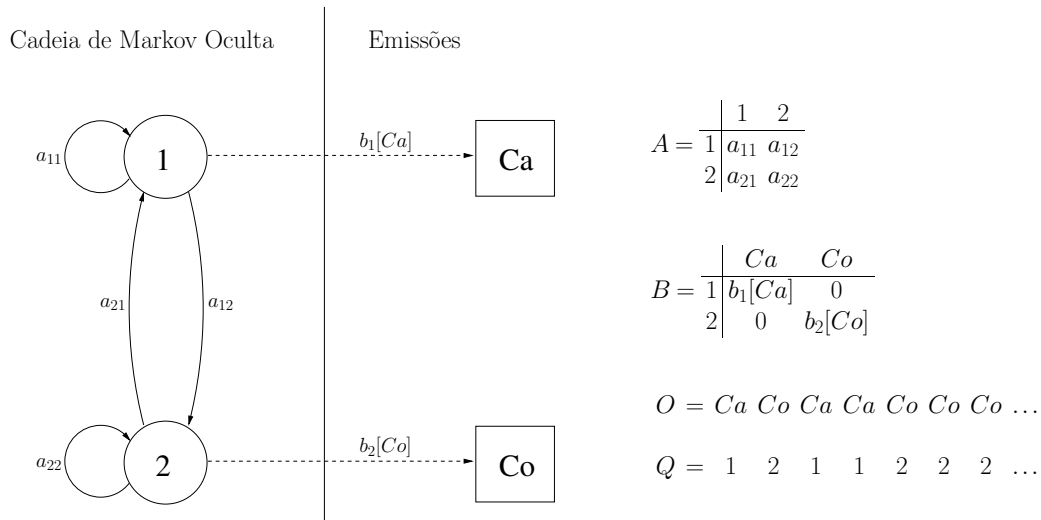 Cadeia de Markov Oculta
Emissões
a₁₁
1
b₁[Ca]
Ca
a₂₁
a₁₂
a₂₂
2
b₂[Co]
Co
1 2
A = 1 a₁₁ a₁₂
2 a₂₁ a₂₂
Ca Co
B = 1 b₁[Ca] 0
2 0 b₂[Co]
O = Ca Co Ca Ca Co Co Co ...
Q = 1 2 1 1 2 2 2 ...